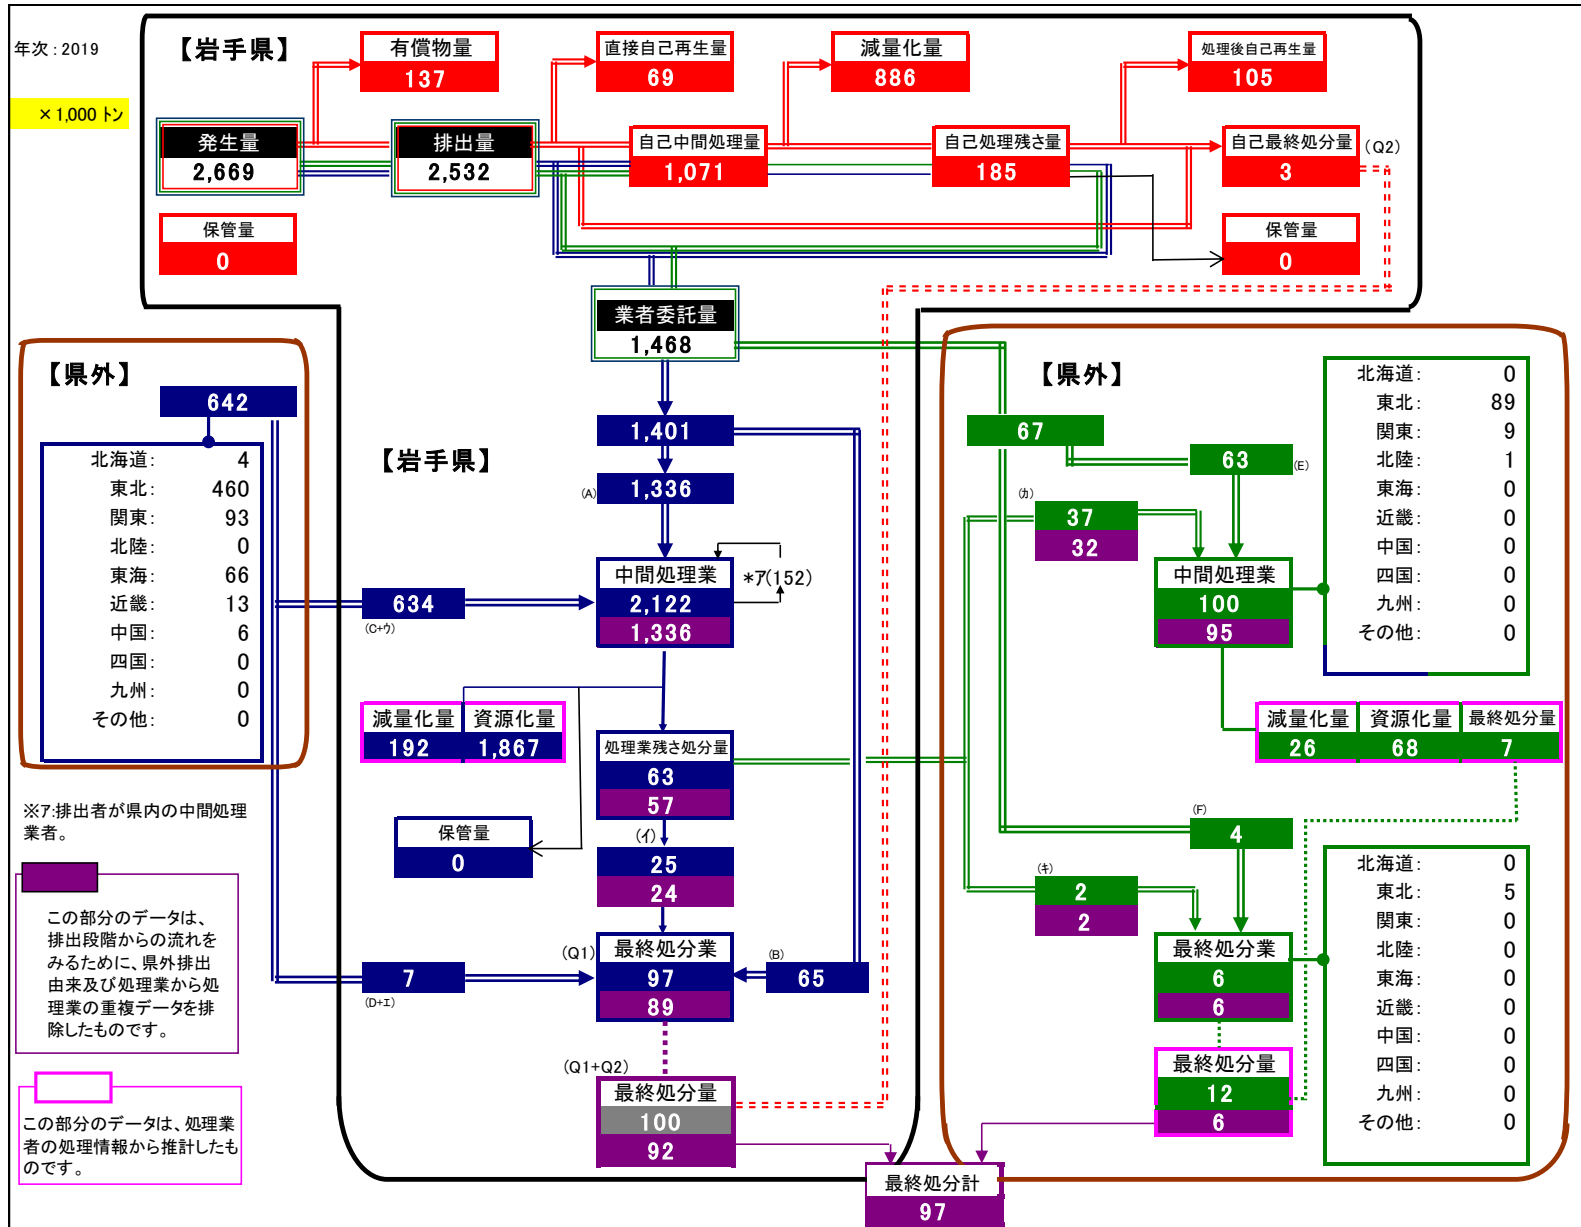 年次：2019
×1,000 トン
【岩手県】
有償物量
137
直接自己再生量
69
減量化量
886
処理後自己再生量
105
発生量
2,669
排出量
2,532
自己中間処理量
1,071
自己処理残さ量
185
自己最終処分量
3
(Q2)
保管量
0
保管量
0
業者委託量
1,468
【県外】
642
北海道： 4
東北： 460
関東： 93
北陸： 0
東海： 66
近畿： 13
中国： 6
四国： 0
九州： 0
その他： 0
【岩手県】
1,401
(A)
1,336
中間処理業
2,122
1,336
*ｱ(152)
634
(C+ｳ)
減量化量
192
資源化量
1,867
処理業残さ処分量
63
57
保管量
0
(ｲ)
25
24
(Q1)
最終処分業
97
89
(B)
65
7
(D+ｴ)
(Q1+Q2)
最終処分量
100
92
【県外】
67
63
(E)
(ｶ)
37
32
中間処理業
100
95
北海道： 0
東北： 89
関東： 9
北陸： 1
東海： 0
近畿： 0
中国： 0
四国： 0
九州： 0
その他： 0
減量化量
26
資源化量
68
最終処分量
7
(F)
4
(ｷ)
2
2
最終処分業
6
6
北海道： 0
東北： 5
関東： 0
北陸： 0
東海： 0
近畿： 0
中国： 0
四国： 0
九州： 0
その他： 0
最終処分量
12
6
最終処分計
97
※ｱ:排出者が県内の中間処理
業者。
この部分のデータは、
排出段階からの流れを
みるために、県外排出
由来及び処理業から処
理業の重複データを排
除したものです。
この部分のデータは、処理業
者の処理情報から推計したも
のです。